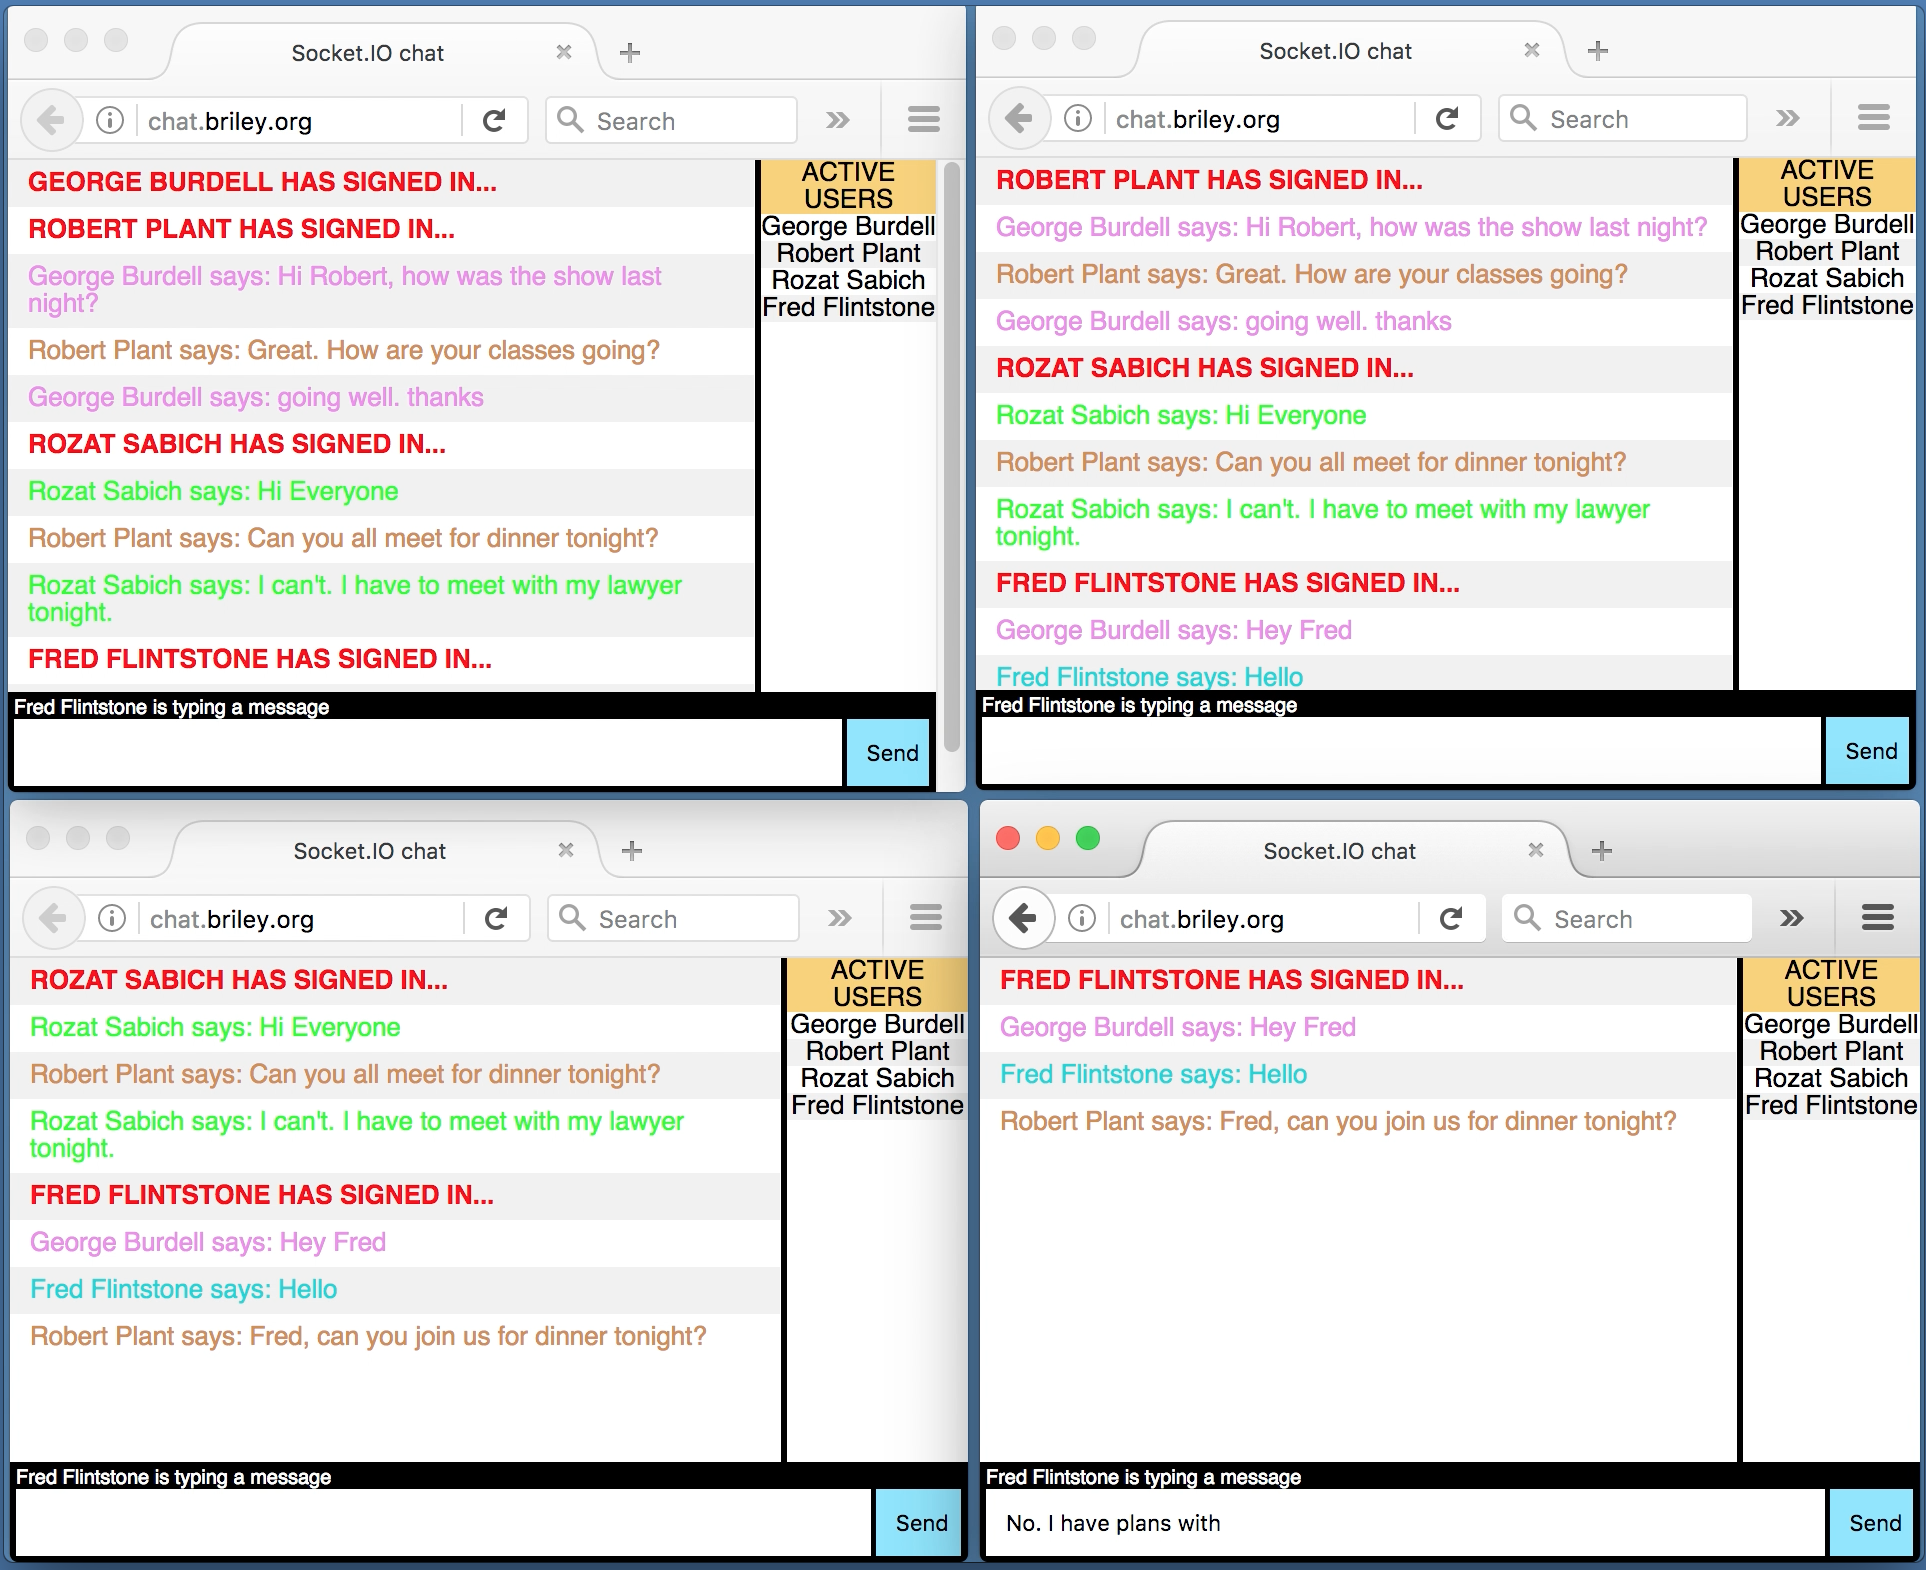 Socket.IO chat
chat.briley.org
Search
GEORGE BURDELL HAS SIGNED IN...
ROBERT PLANT HAS SIGNED IN...
George Burdell says: Hi Robert, how was the show last
night?
Robert Plant says: Great. How are your classes going?
George Burdell says: going well. thanks
ROZAT SABICH HAS SIGNED IN...
Rozat Sabich says: Hi Everyone
Robert Plant says: Can you all meet for dinner tonight?
Rozat Sabich says: I can't. I have to meet with my lawyer
tonight.
FRED FLINTSTONE HAS SIGNED IN...
ACTIVE
USERS
George Burdell
Robert Plant
Rozat Sabich
Fred Flintstone
Fred Flintstone is typing a message
Send
Socket.IO chat
chat.briley.org
Search
ROBERT PLANT HAS SIGNED IN...
George Burdell says: Hi Robert, how was the show last night?
Robert Plant says: Great. How are your classes going?
George Burdell says: going well. thanks
ROZAT SABICH HAS SIGNED IN...
Rozat Sabich says: Hi Everyone
Robert Plant says: Can you all meet for dinner tonight?
Rozat Sabich says: I can't. I have to meet with my lawyer
tonight.
FRED FLINTSTONE HAS SIGNED IN...
George Burdell says: Hey Fred
Fred Flintstone says: Hello
ACTIVE
USERS
George Burdell
Robert Plant
Rozat Sabich
Fred Flintstone
Fred Flintstone is typing a message
Send
Socket.IO chat
chat.briley.org
Search
ROZAT SABICH HAS SIGNED IN...
Rozat Sabich says: Hi Everyone
Robert Plant says: Can you all meet for dinner tonight?
Rozat Sabich says: I can't. I have to meet with my lawyer
tonight.
FRED FLINTSTONE HAS SIGNED IN...
George Burdell says: Hey Fred
Fred Flintstone says: Hello
Robert Plant says: Fred, can you join us for dinner tonight?
ACTIVE
USERS
George Burdell
Robert Plant
Rozat Sabich
Fred Flintstone
Fred Flintstone is typing a message
Send
Socket.IO chat
chat.briley.org
Search
FRED FLINTSTONE HAS SIGNED IN...
George Burdell says: Hey Fred
Fred Flintstone says: Hello
Robert Plant says: Fred, can you join us for dinner tonight?
ACTIVE
USERS
George Burdell
Robert Plant
Rozat Sabich
Fred Flintstone
Fred Flintstone is typing a message
No. I have plans with
Send